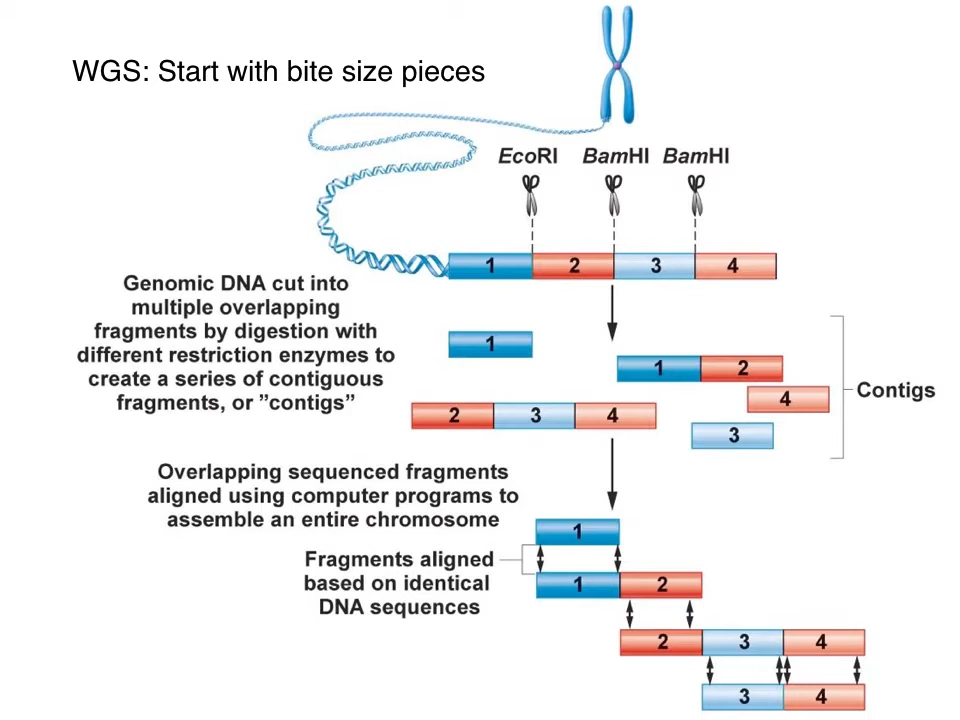 WGS: Start with bite size pieces
EcoRI BamHI BamHI
1 2 3 4
Genomic DNA cut into
multiple overlapping
fragments by digestion with
different restriction enzymes to
create a series of contiguous
fragments, or ”contigs”
1
1 2
4
2 3 4
3
Contigs
Overlapping sequenced fragments
aligned using computer programs to
assemble an entire chromosome
1
Fragments aligned
based on identical
DNA sequences
1 2
2 3 4
3 4